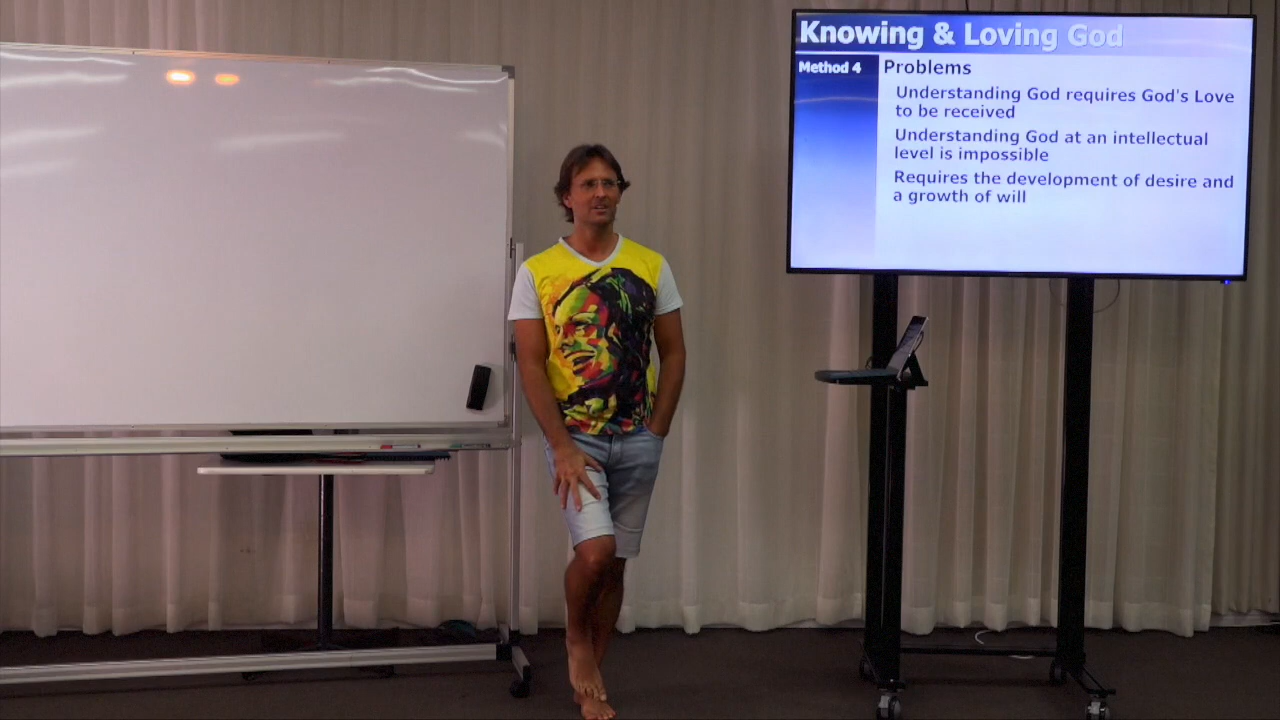 Knowing & Loving God
Method 4
Problems
Understanding God requires God's Love
to be received
Understanding God at an intellectual
level is impossible
Requires the development of desire and
a growth of will